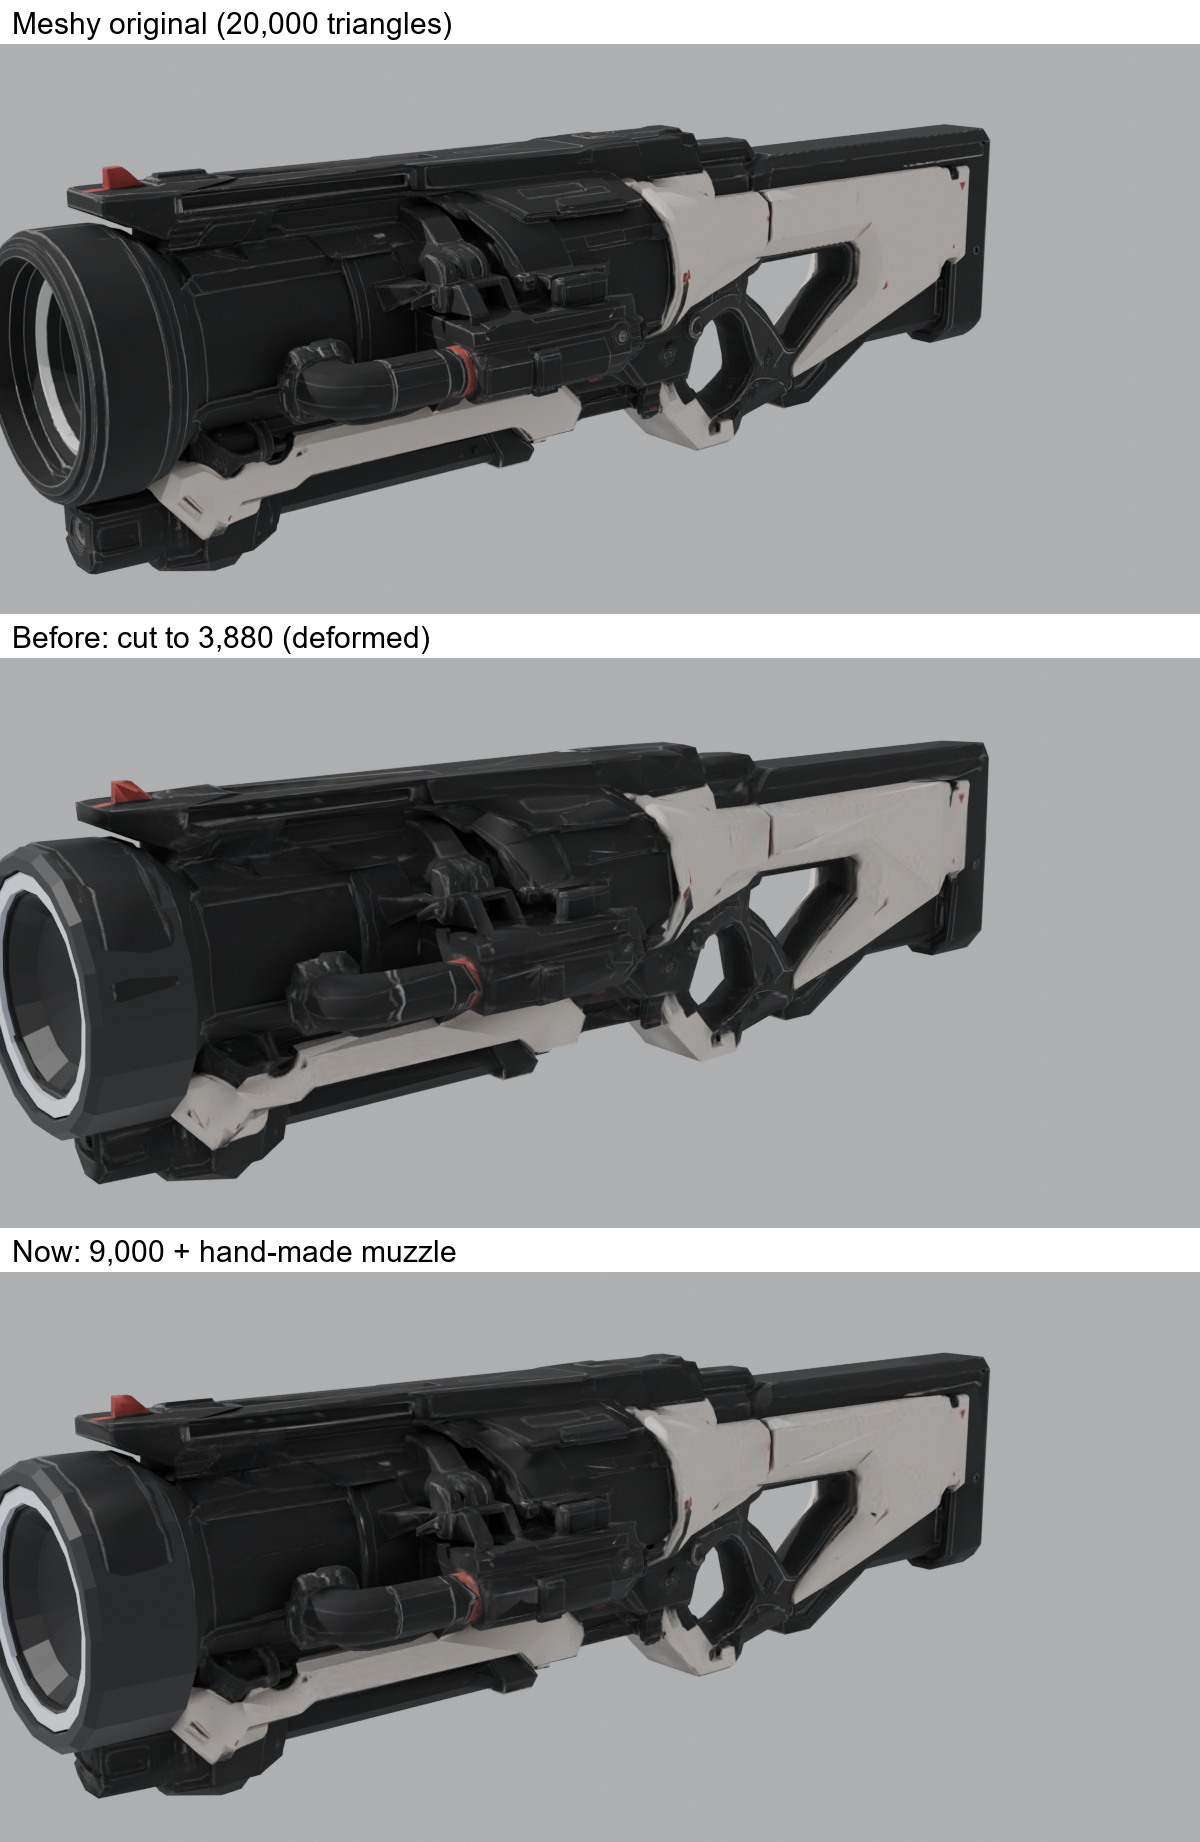 Meshy original (20,000 triangles)
Before: cut to 3,880 (deformed)
Now: 9,000 + hand-made muzzle